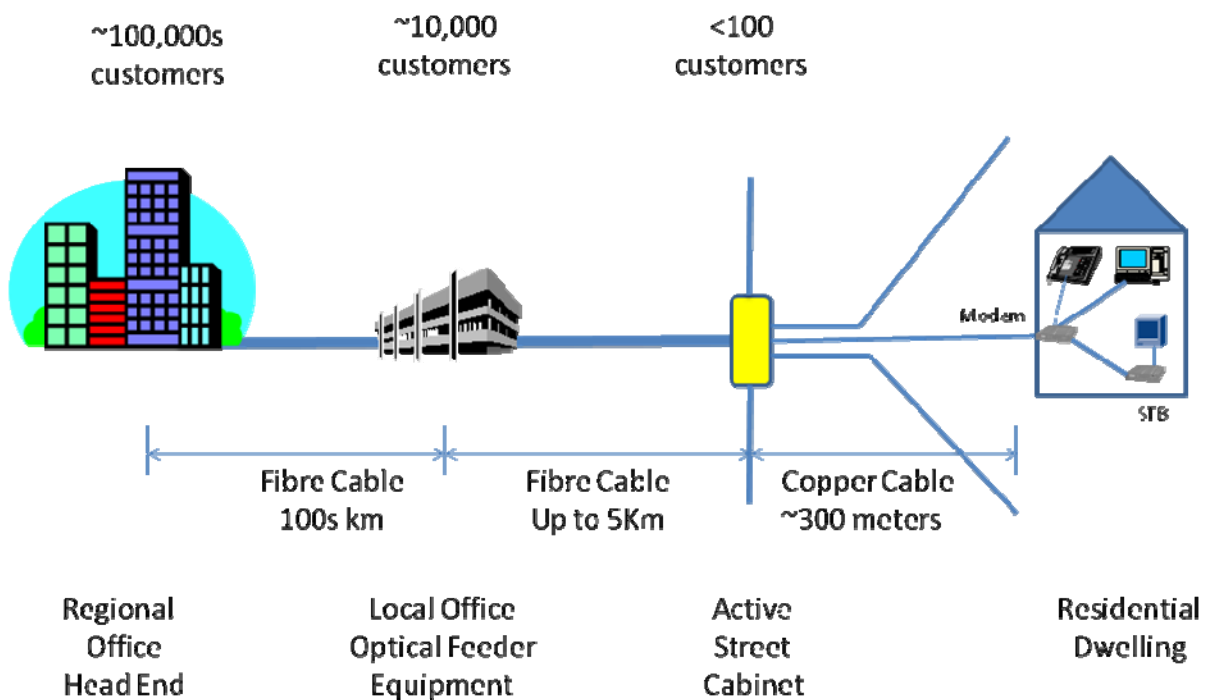 ~100,000s
customers
~10,000
customers
<100
customers
Modem
STB
Fibre Cable
100s km
Fibre Cable
Up to 5Km
Copper Cable
~300 meters
Regional
Office
Head End
Local Office
Optical Feeder
Equipment
Active
Street
Cabinet
Residential
Dwelling